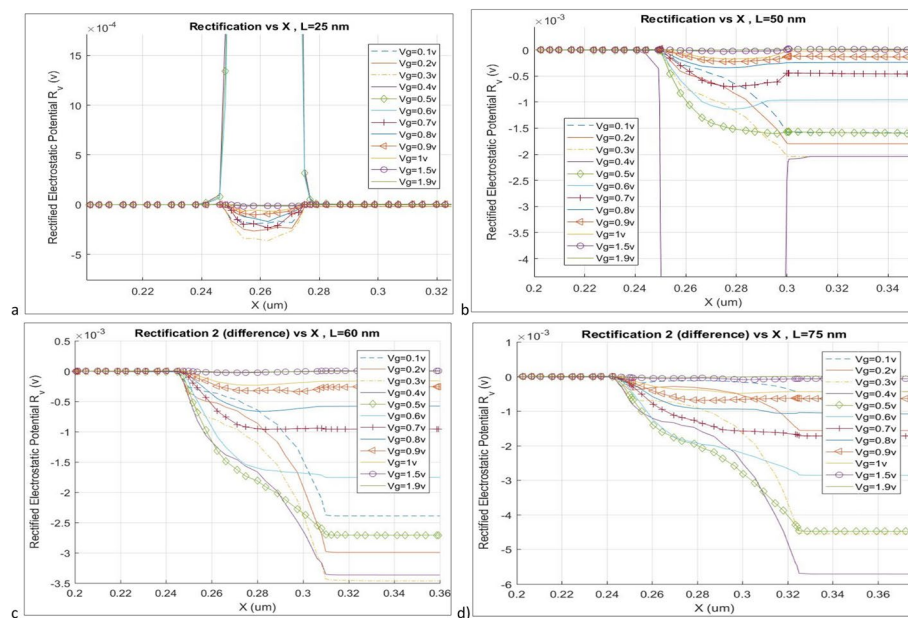 Rectification vs X , L=25 nm
×10⁻⁴
15
10
5
0
-5
0.22
0.24
0.26
0.28
0.3
0.32
X (um)
Rectified Electrostatic Potential R_v (v)
Vg=0.1v
Vg=0.2v
Vg=0.3v
Vg=0.4v
Vg=0.5v
Vg=0.6v
Vg=0.7v
Vg=0.8v
Vg=0.9v
Vg=1v
Vg=1.5v
Vg=1.9v
a
Rectification vs X , L=50 nm
×10⁻³
0
-0.5
-1
-1.5
-2
-2.5
-3
-3.5
-4
0.2
0.22
0.24
0.26
0.28
0.3
0.32
0.34
X (um)
Rectified Electrostatic Potential R_v (v)
Vg=0.1v
Vg=0.2v
Vg=0.3v
Vg=0.4v
Vg=0.5v
Vg=0.6v
Vg=0.7v
Vg=0.8v
Vg=0.9v
Vg=1v
Vg=1.5v
Vg=1.9v
b
Rectification 2 (difference) vs X , L=60 nm
×10⁻³
0.5
0
-0.5
-1
-1.5
-2
-2.5
-3
-3.5
0.2
0.22
0.24
0.26
0.28
0.3
0.32
0.34
0.36
X (um)
Rectified Electrostatic Potential R_v (v)
Vg=0.1v
Vg=0.2v
Vg=0.3v
Vg=0.4v
Vg=0.5v
Vg=0.6v
Vg=0.7v
Vg=0.8v
Vg=0.9v
Vg=1v
Vg=1.5v
Vg=1.9v
c
Rectification 2 (difference) vs X , L=75 nm
×10⁻³
1
0
-1
-2
-3
-4
-5
-6
0.2
0.22
0.24
0.26
0.28
0.3
0.32
0.34
0.36
X (um)
Rectified Electrostatic Potential R_v (v)
Vg=0.1v
Vg=0.2v
Vg=0.3v
Vg=0.4v
Vg=0.5v
Vg=0.6v
Vg=0.7v
Vg=0.8v
Vg=0.9v
Vg=1v
Vg=1.5v
Vg=1.9v
d)